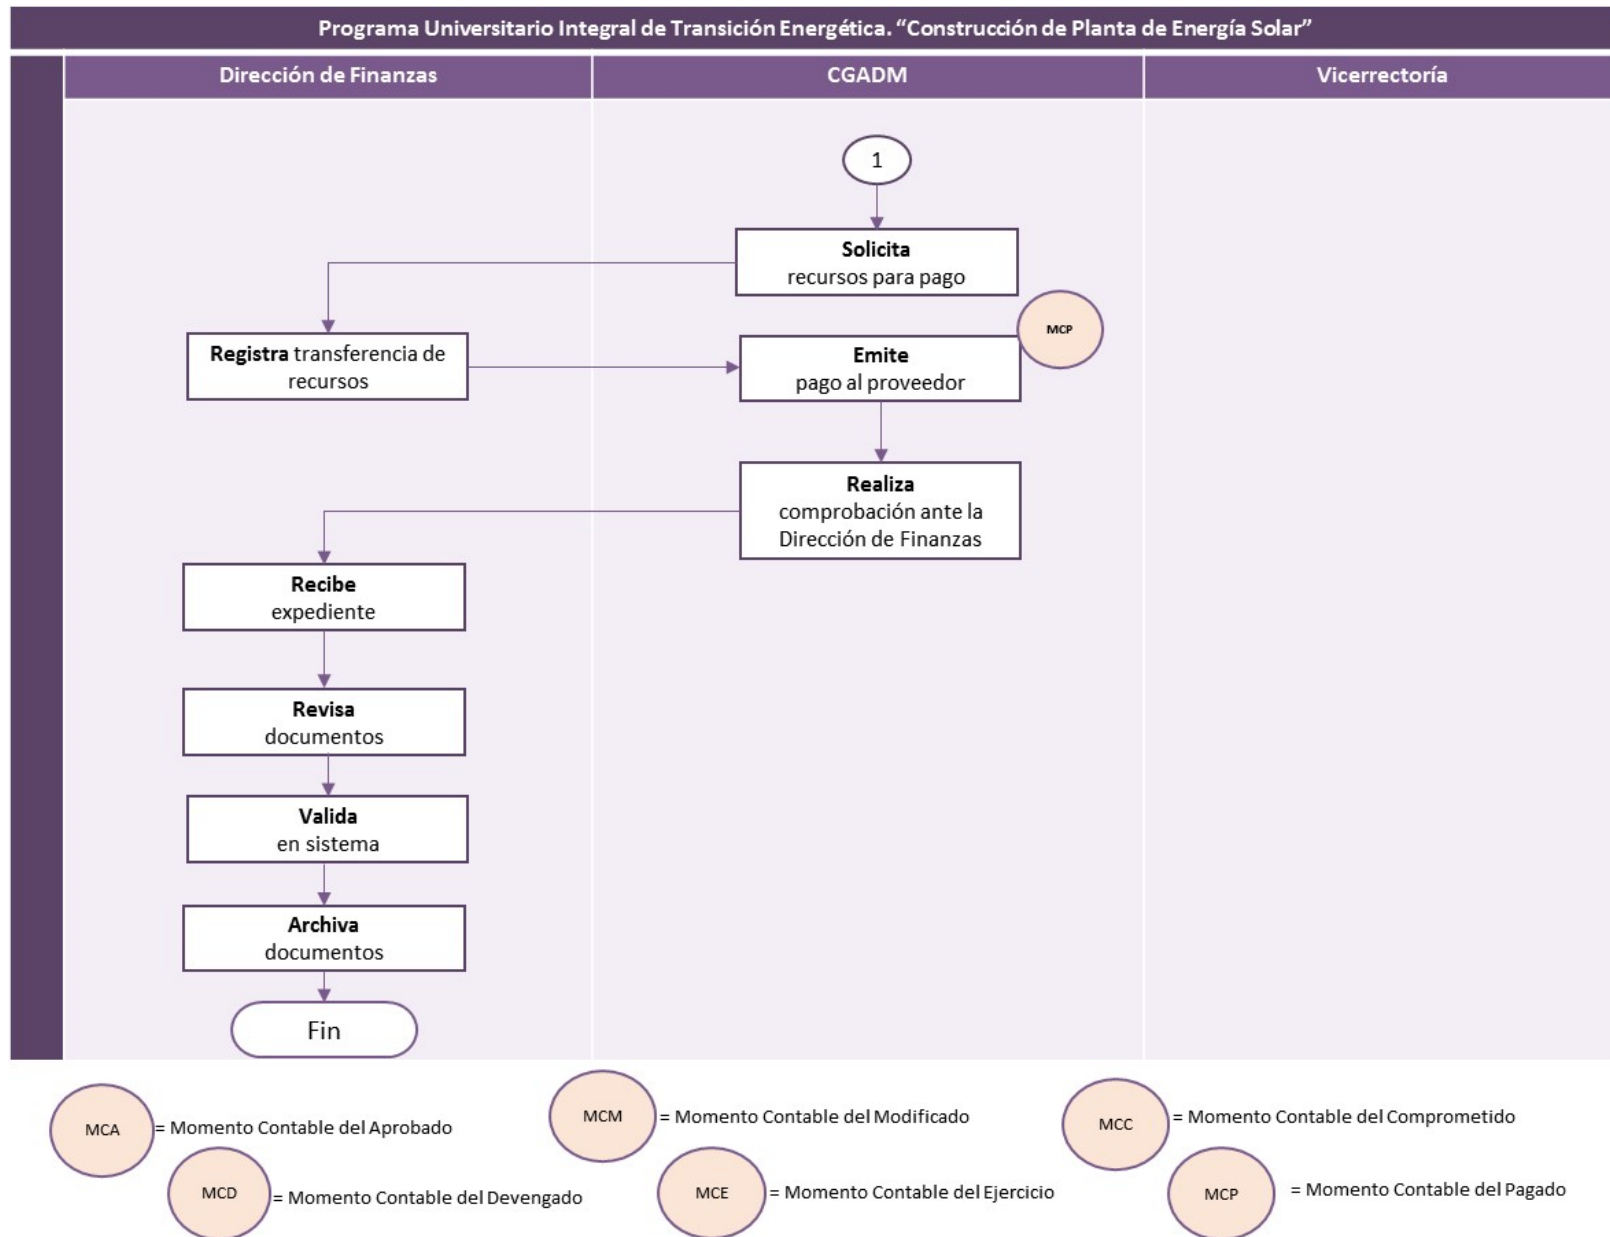 Programa Universitario Integral de Transición Energética. “Construcción de Planta de Energía Solar”
Dirección de Finanzas
CGADM
Vicerrectoría
1
Solicita
recursos para pago
MCP
Registra transferencia de
recursos
Emite
pago al proveedor
Realiza
comprobación ante la
Dirección de Finanzas
Recibe
expediente
Revisa
documentos
Valida
en sistema
Archiva
documentos
Fin
MCA
= Momento Contable del Aprobado
MCM
= Momento Contable del Modificado
MCC
= Momento Contable del Comprometido
MCD
= Momento Contable del Devengado
MCE
= Momento Contable del Ejercicio
MCP
= Momento Contable del Pagado